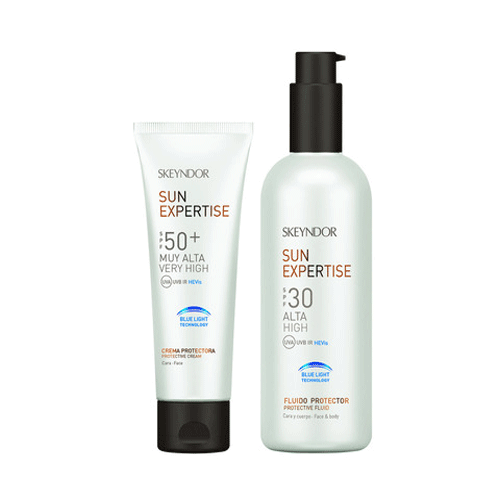 SKEYNDOR
SUN
EXPERTISE
SPF 50+
MUY ALTA
VERY HIGH
UVA UVB IR HEVis
BLUE LIGHT
TECHNOLOGY
CREMA PROTECTORA
PROTECTIVE CREAM
Cara · Face
SKEYNDOR
SUN
EXPERTISE
SPF 30
ALTA
HIGH
UVA UVB IR HEVis
BLUE LIGHT
TECHNOLOGY
FLUIDO PROTECTOR
PROTECTIVE FLUID
Cara y cuerpo · Face & body